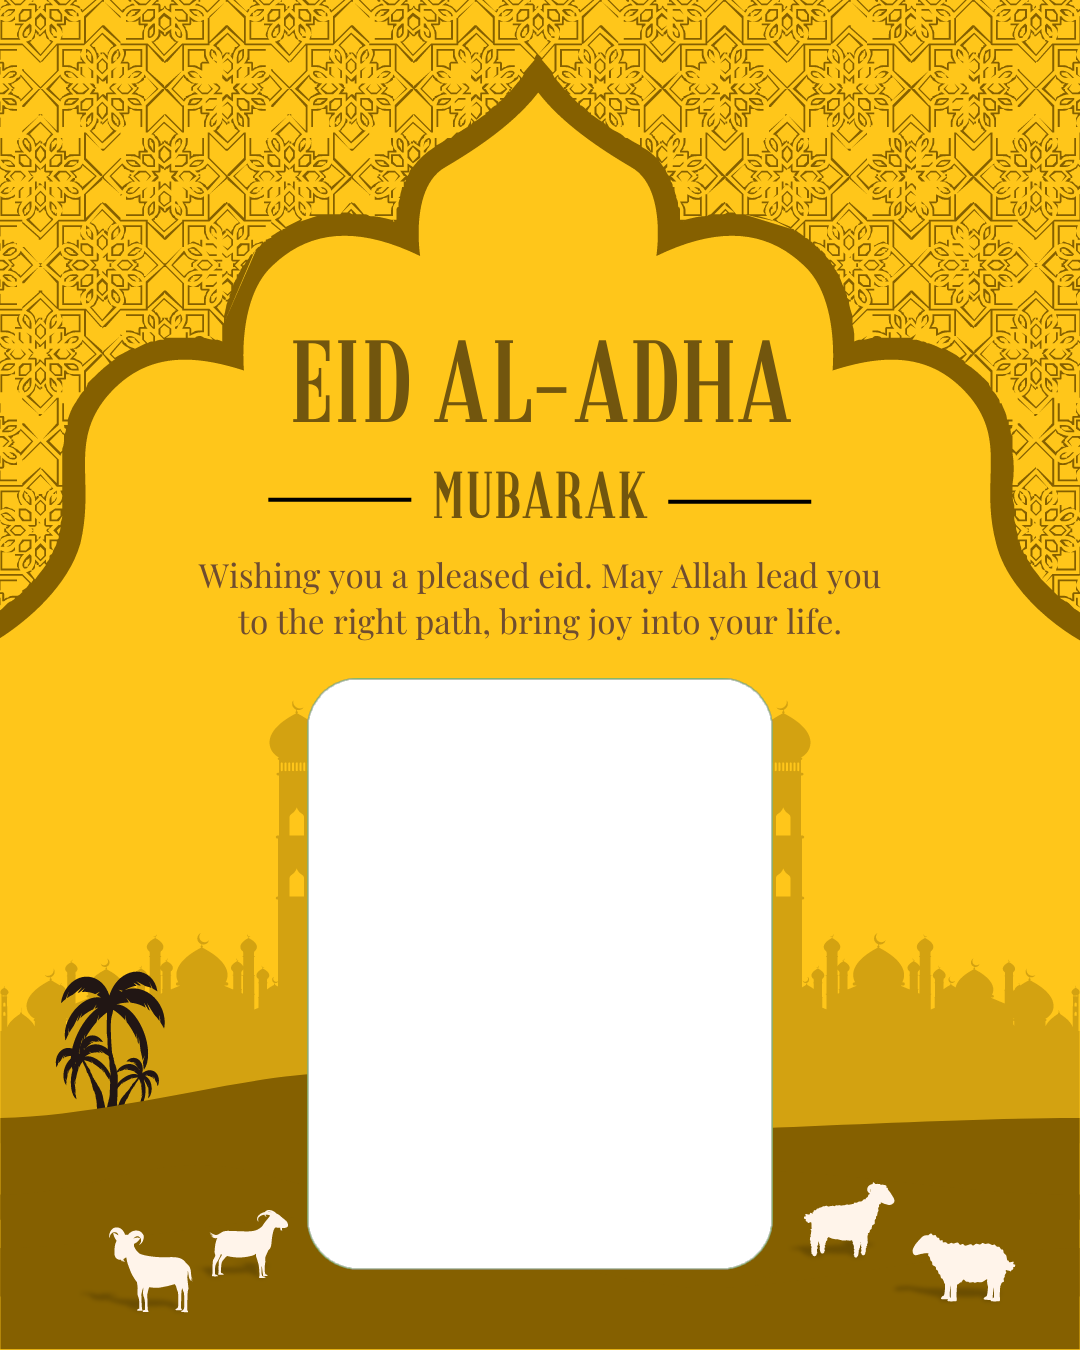 EID AL-ADHA
MUBARAK
Wishing you a pleased eid. May Allah lead you
to the right path, bring joy into your life.